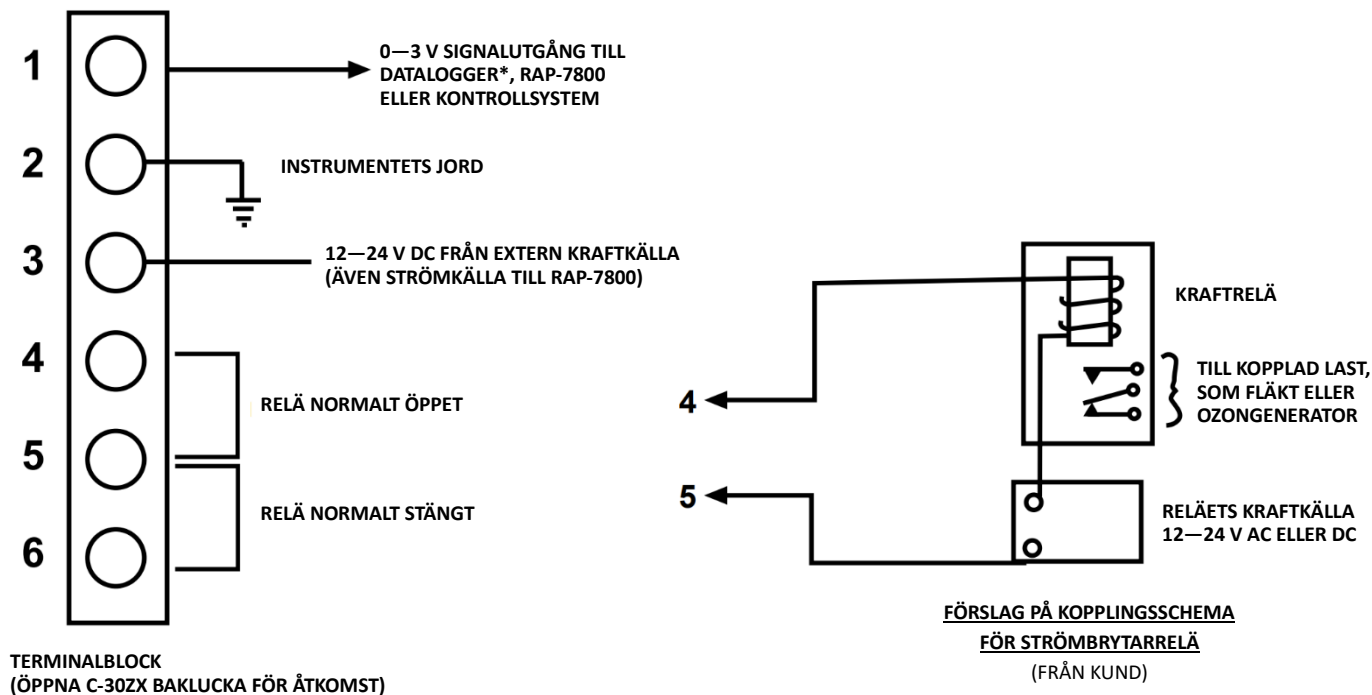 1
0—3 V SIGNALUTGÅNG TILL
DATALOGGER*, RAP-7800
ELLER KONTROLLSYSTEM
2
INSTRUMENTETS JORD
3
12—24 V DC FRÅN EXTERN KRAFTKÄLLA
(ÄVEN STRÖMKÄLLA TILL RAP-7800)
4
RELÄ NORMALT ÖPPET
5
RELÄ NORMALT STÄNGT
6
TERMINALBLOCK
(ÖPPNA C-30ZX BAKLUCKA FÖR ÅTKOMST)
KRAFTRELÄ
TILL KOPPLAD LAST,
SOM FLÄKT ELLER
OZONGENERATOR
4
5
RELÄETS KRAFTKÄLLA
12—24 V AC ELLER DC
FÖRSLAG PÅ KOPPLINGSSCHEMA
FÖR STRÖMBRYTARRELÄ
(FRÅN KUND)